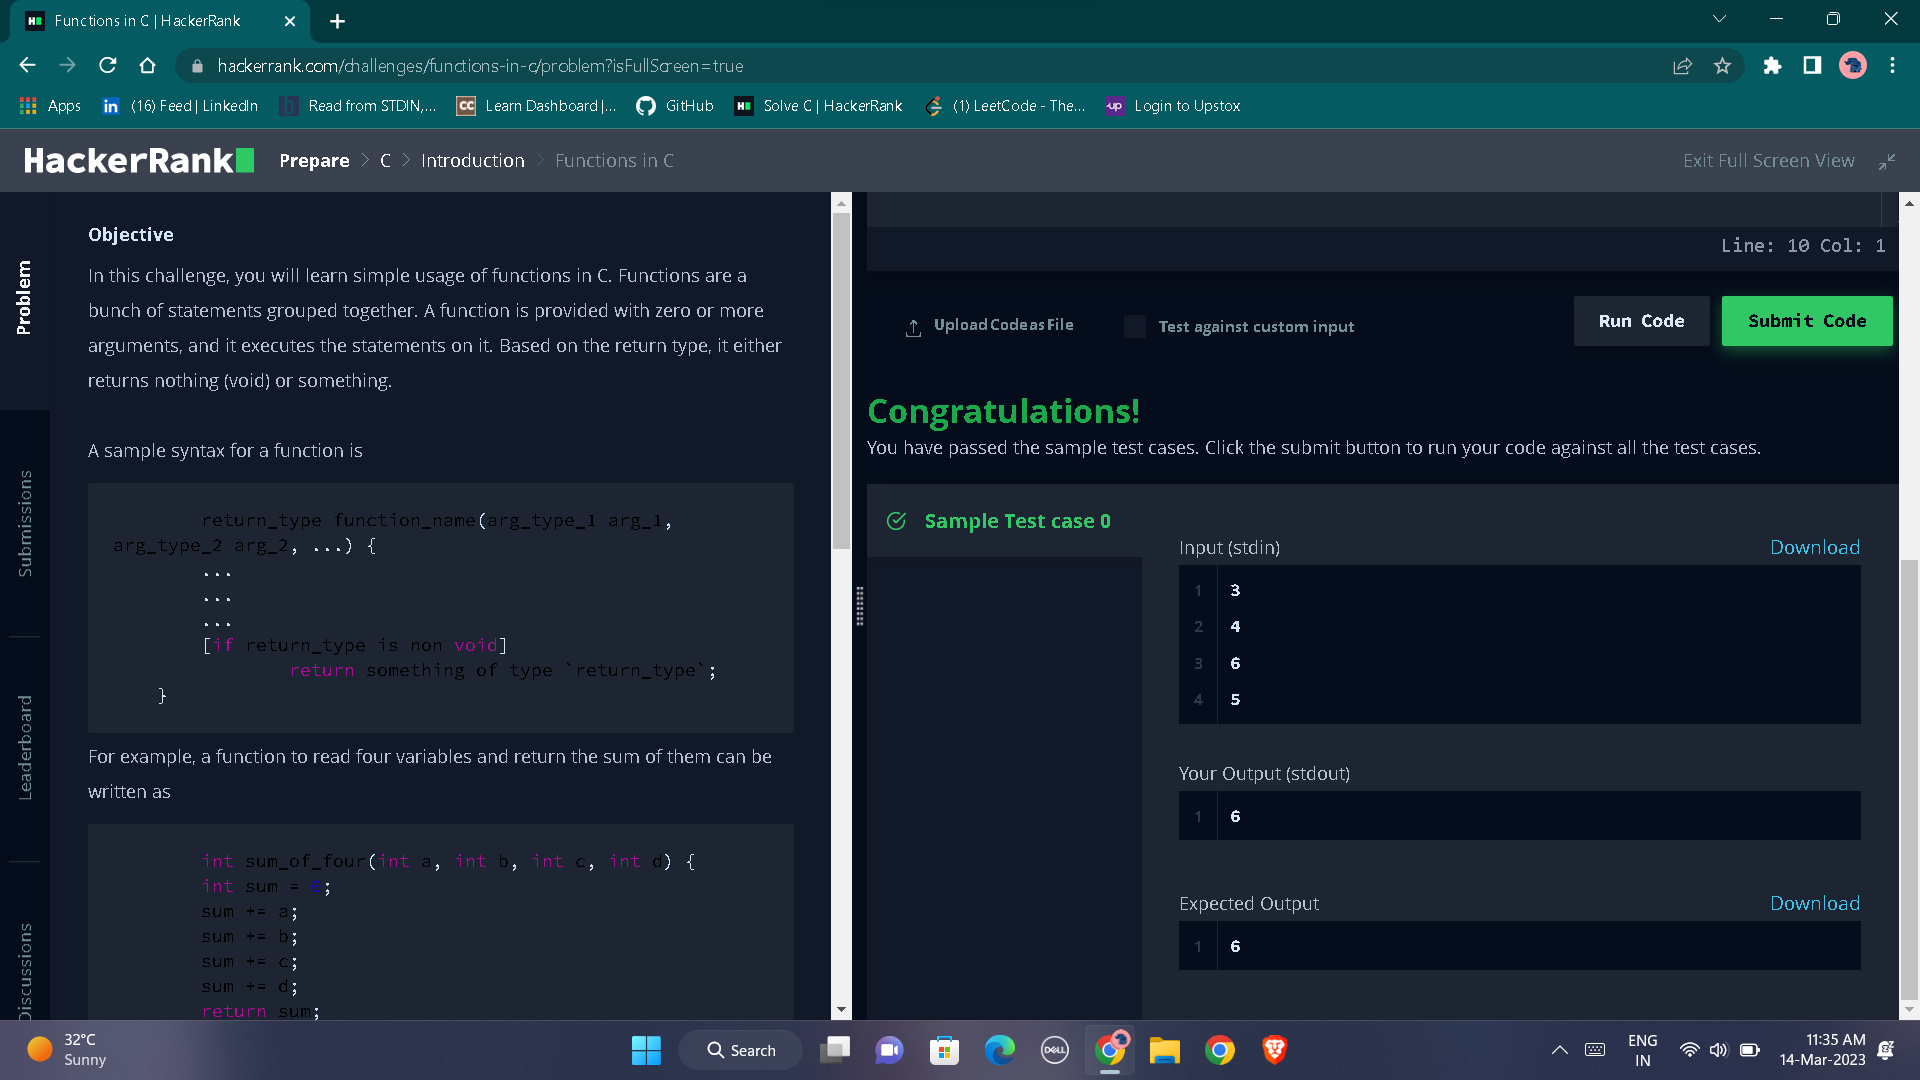 Functions in C | HackerRank
hackerrank.com/challenges/functions-in-c/problem?isFullScreen=true
Apps
(16) Feed | LinkedIn
Read from STDIN,...
Learn Dashboard |...
GitHub
Solve C | HackerRank
(1) LeetCode - The...
Login to Upstox
HackerRank
Prepare > C > Introduction > Functions in C
Exit Full Screen View
Problem
Submissions
Leaderboard
Discussions
Objective
In this challenge, you will learn simple usage of functions in C. Functions are a
bunch of statements grouped together. A function is provided with zero or more
arguments, and it executes the statements on it. Based on the return type, it either
returns nothing (void) or something.
A sample syntax for a function is
return_type function_name(arg_type_1 arg_1,
arg_type_2 arg_2, ...) {
...
...
...
[if return_type is non void]
return something of type `return_type`;
}
For example, a function to read four variables and return the sum of them can be
written as
int sum_of_four(int a, int b, int c, int d) {
int sum = 0;
sum += a;
sum += b;
sum += c;
sum += d;
return sum;
Line: 10 Col: 1
Upload Code as File
Test against custom input
Run Code
Submit Code
Congratulations!
You have passed the sample test cases. Click the submit button to run your code against all the test cases.
Sample Test case 0
Input (stdin)
Download
1 3
2 4
3 6
4 5
Your Output (stdout)
1 6
Expected Output
Download
1 6
32°C
Sunny
Search
DELL
ENG
IN
11:35 AM
14-Mar-2023